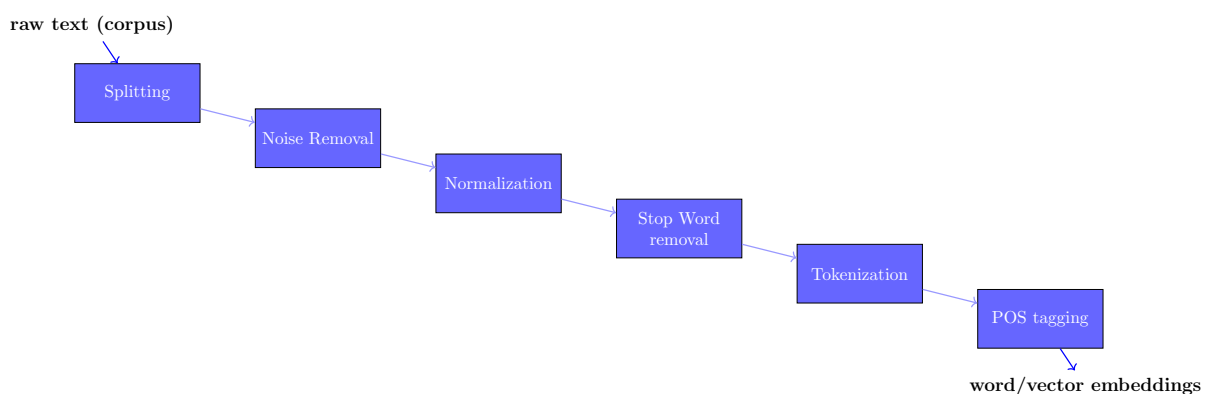 raw text (corpus)
Splitting
Noise Removal
Normalization
Stop Word
removal
Tokenization
POS tagging
word/vector embeddings